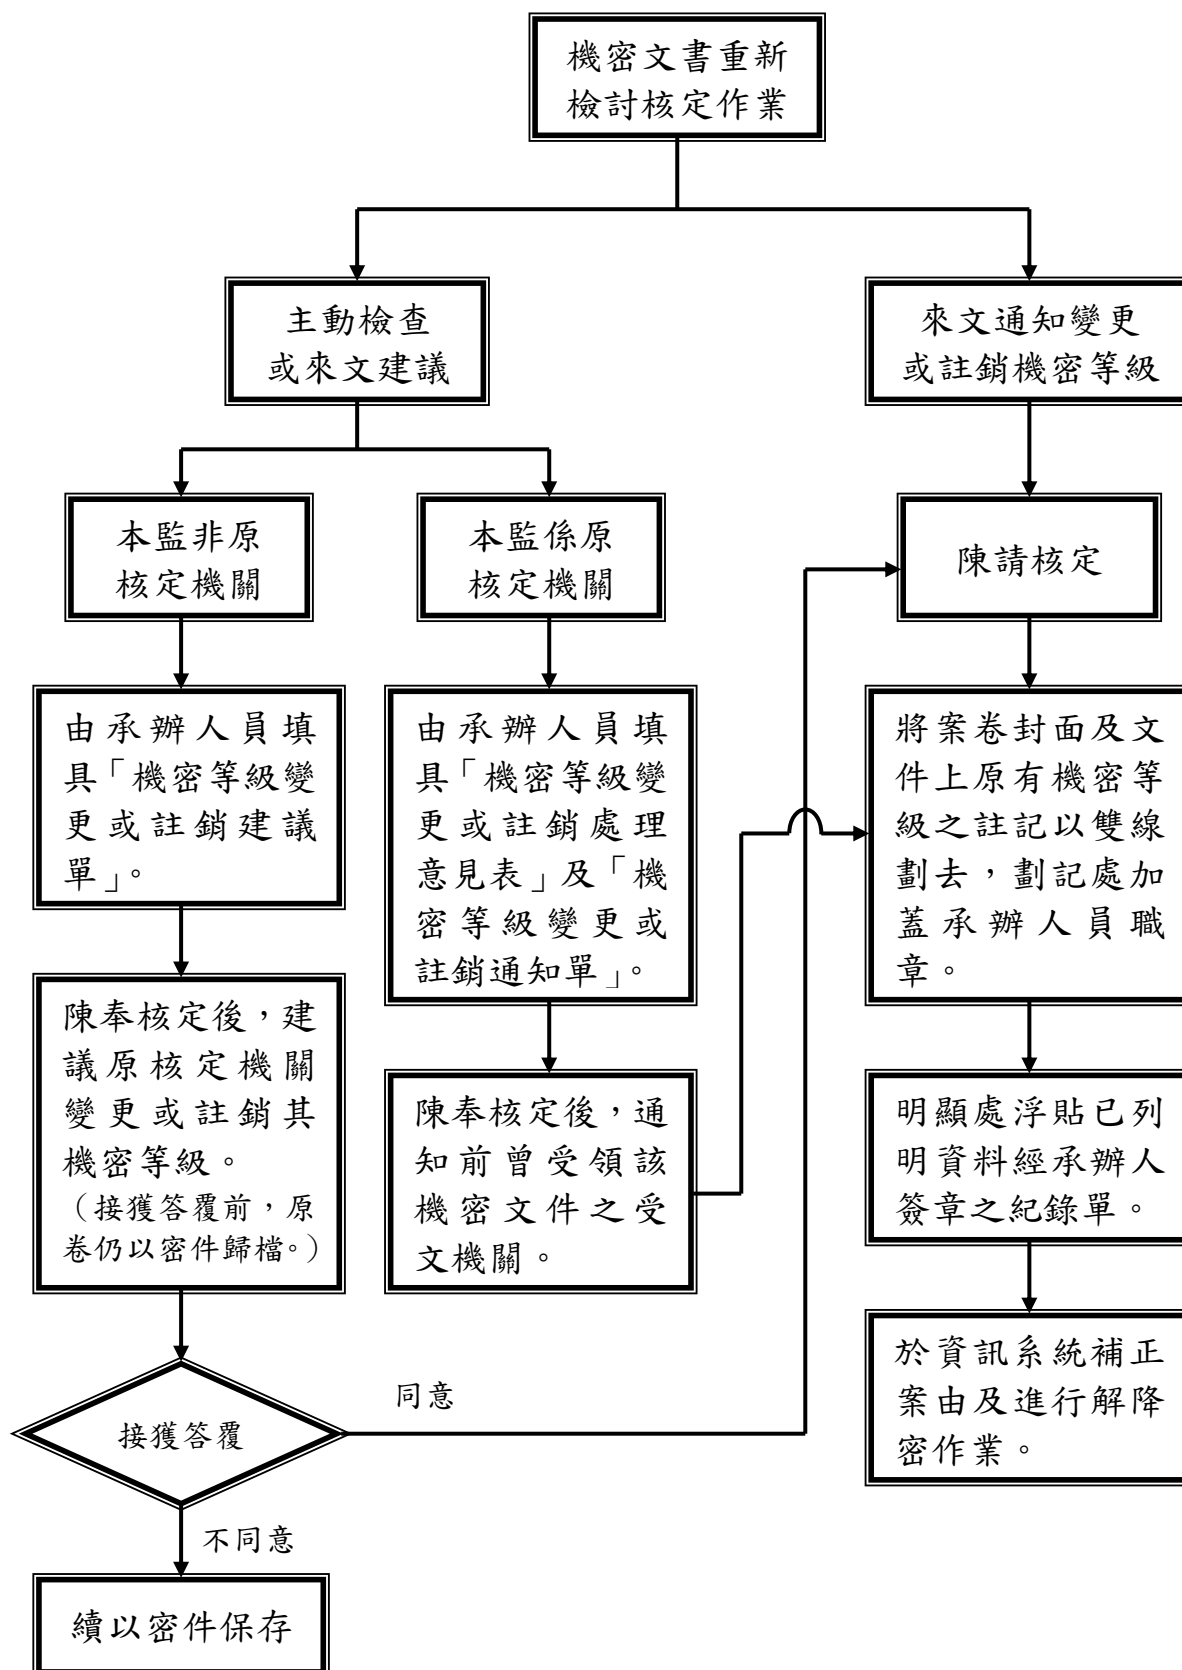 機密文書重新
檢討核定作業
主動檢查
或來文建議
來文通知變更
或註銷機密等級
本監非原
核定機關
本監係原
核定機關
陳請核定
由承辦人員填
具「機密等級變
更或註銷建議
單」。
由承辦人員填
具「機密等級變
更或註銷處理
意見表」及「機
密等級變更或
註銷通知單」。
將案卷封面及文
件上原有機密等
級之註記以雙線
劃去，劃記處加
蓋承辦人員職
章。
陳奉核定後，建
議原核定機關
變更或註銷其
機密等級。
（接獲答覆前，原
卷仍以密件歸檔。）
陳奉核定後，通
知前曾受領該
機密文件之受
文機關。
明顯處浮貼已列
明資料經承辦人
簽章之紀錄單。
接獲答覆
同意
於資訊系統補正
案由及進行解降
密作業。
不同意
續以密件保存